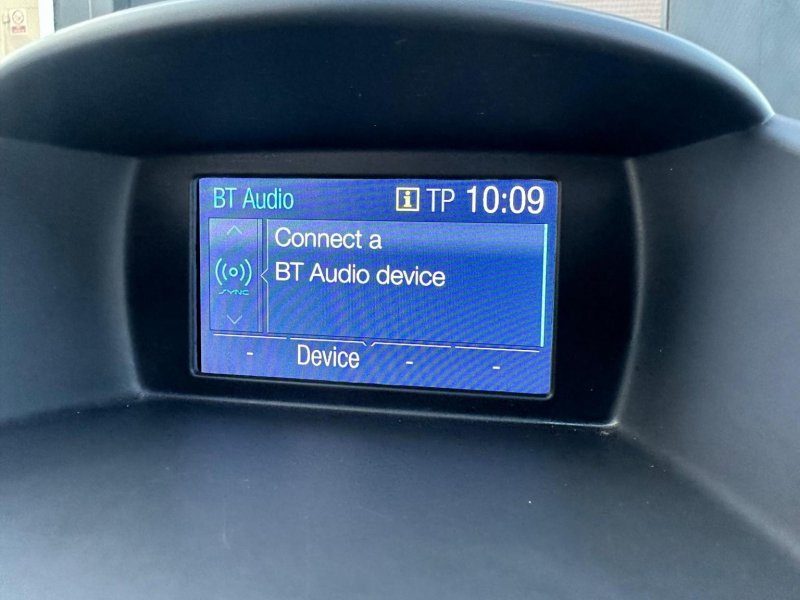 BT Audio i TP 10:09
Connect a
BT Audio device
SYNC
- Device - -